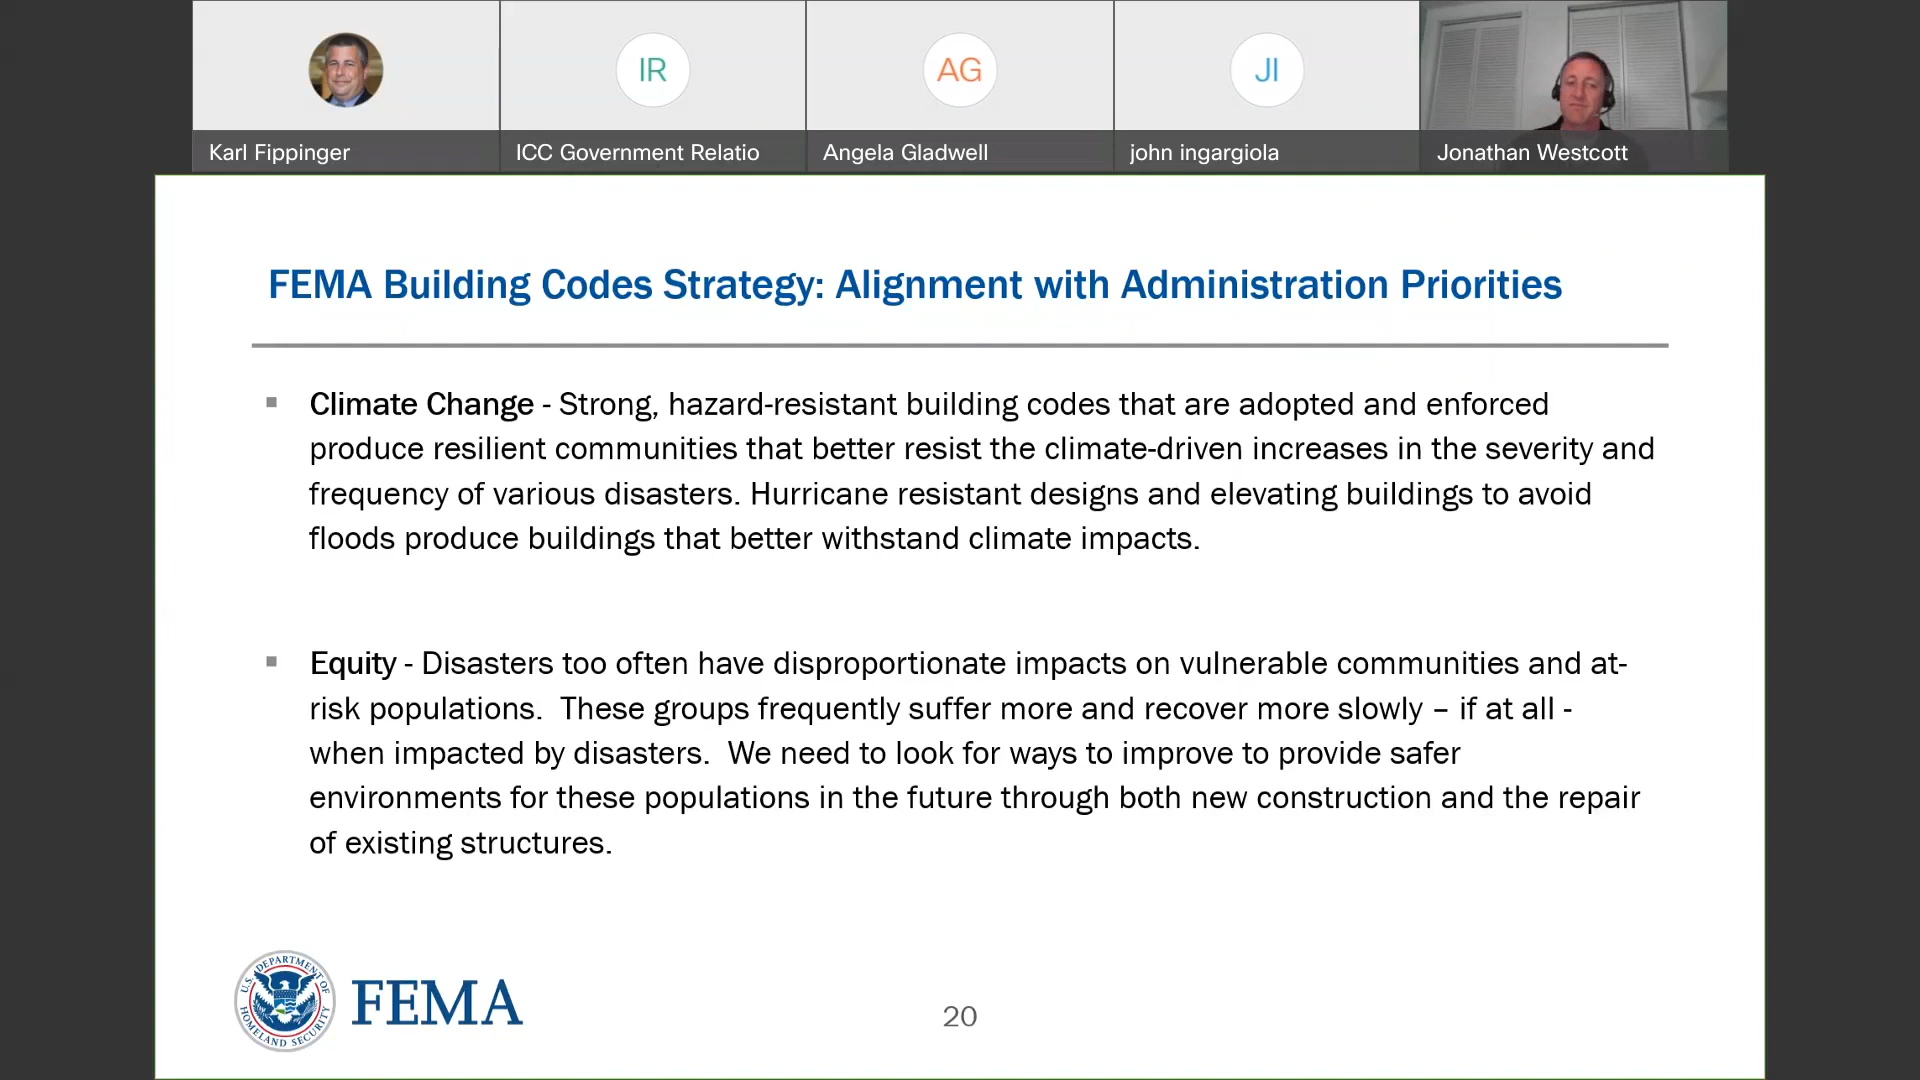 IR
AG
JI
Karl Fippinger
ICC Government Relatio
Angela Gladwell
john ingargiola
Jonathan Westcott
FEMA Building Codes Strategy: Alignment with Administration Priorities
▪ Climate Change - Strong, hazard-resistant building codes that are adopted and enforced
produce resilient communities that better resist the climate-driven increases in the severity and
frequency of various disasters. Hurricane resistant designs and elevating buildings to avoid
floods produce buildings that better withstand climate impacts.
▪ Equity - Disasters too often have disproportionate impacts on vulnerable communities and at-
risk populations.  These groups frequently suffer more and recover more slowly – if at all -
when impacted by disasters.  We need to look for ways to improve to provide safer
environments for these populations in the future through both new construction and the repair
of existing structures.
U.S. DEPARTMENT OF
HOMELAND SECURITY
FEMA
20